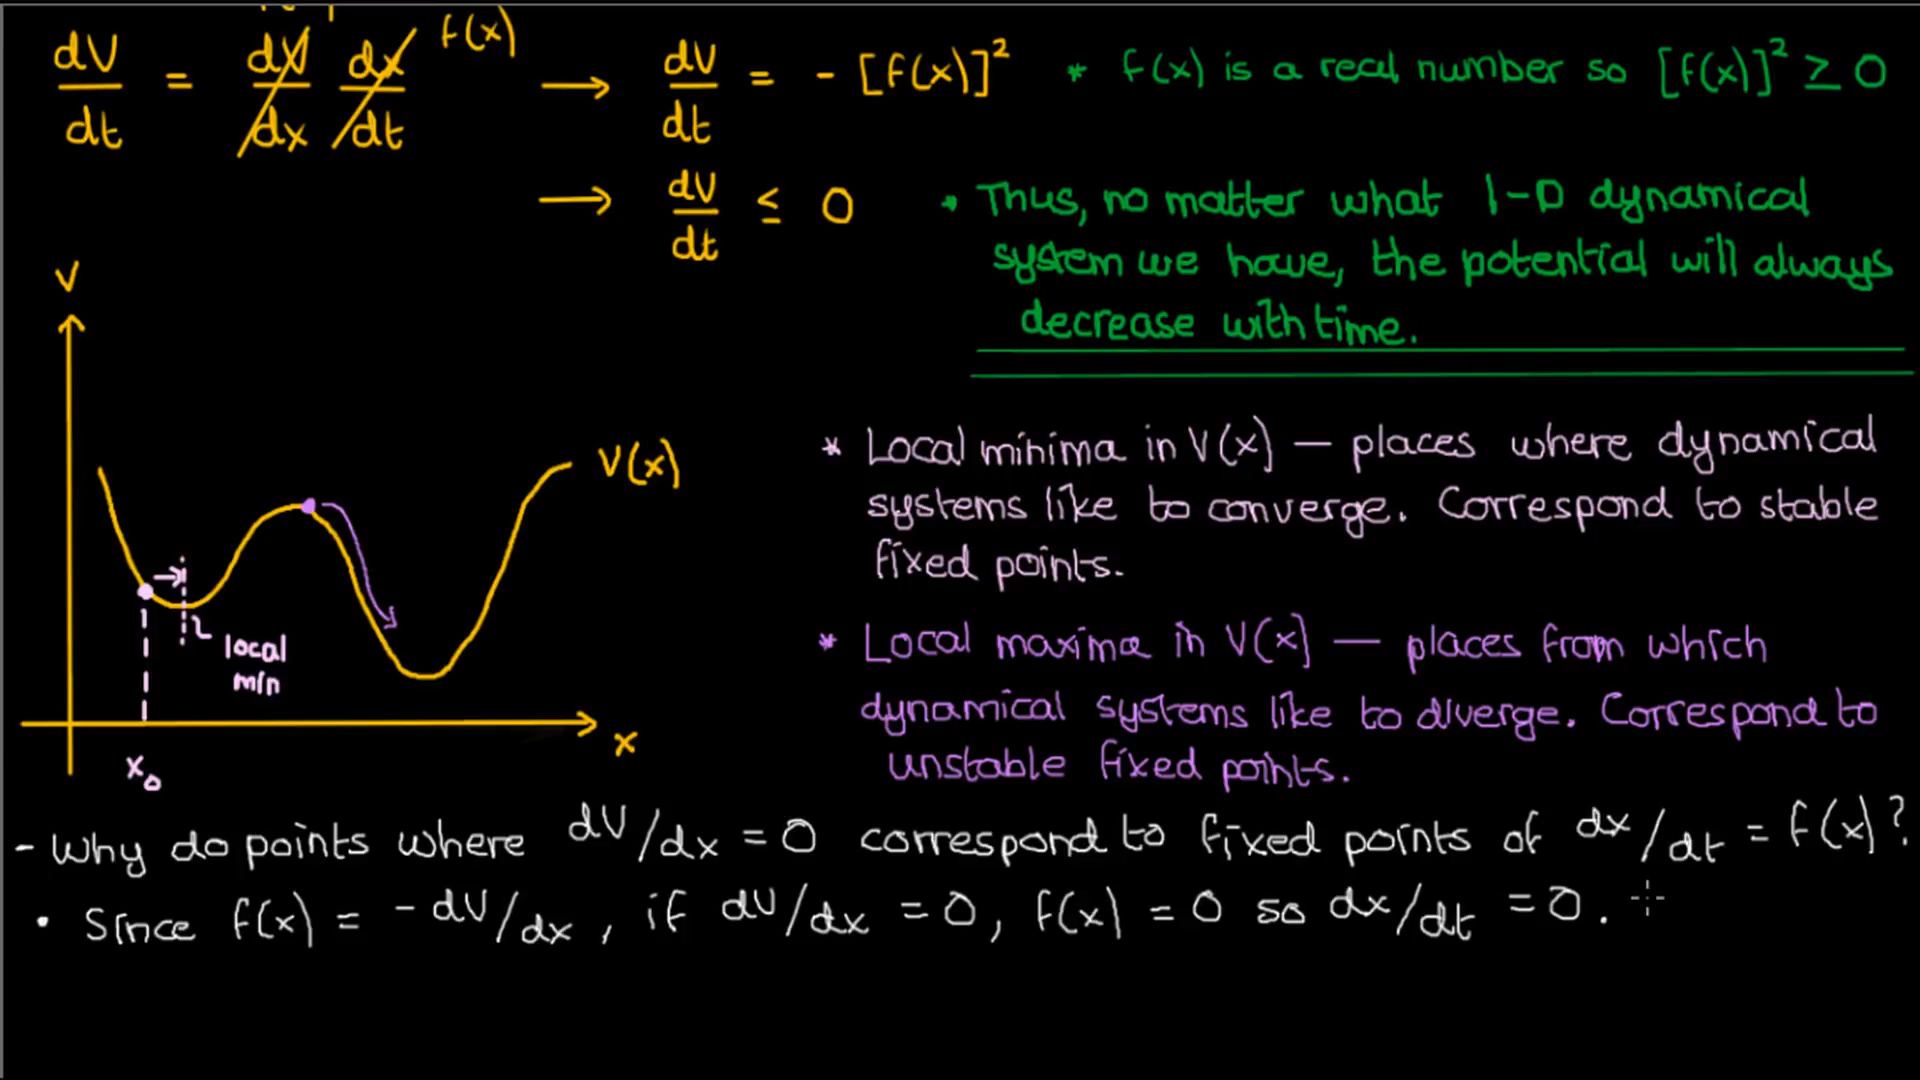 dV/dt = dV/dx dx/dt f(x) → dV/dt = - [f(x)]² * f(x) is a real number so [f(x)]² ≥ 0
→ dV/dt ≤ 0
* Thus, no matter what 1-D dynamical
system we have, the potential will always
decrease with time.
V
V(x)
local
min
x
x₀
* Local minima in V(x) — places where dynamical
systems like to converge. Correspond to stable
fixed points.
* Local maxima in V(x) — places from which
dynamical systems like to diverge. Correspond to
unstable fixed points.
- Why do points where dV/dx = 0 correspond to fixed points of dx/dt = f(x)?
• Since f(x) = -dV/dx, if dV/dx = 0, f(x) = 0 so dx/dt = 0.